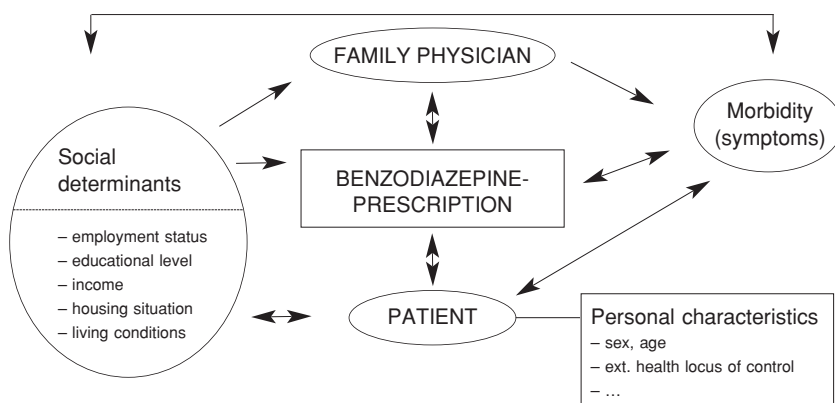 FAMILY PHYSICIAN
Morbidity
(symptoms)
Social
determinants
– employment status
– educational level
– income
– housing situation
– living conditions
BENZODIAZEPINE-
PRESCRIPTION
PATIENT
Personal characteristics
– sex, age
– ext. health locus of control
– ...